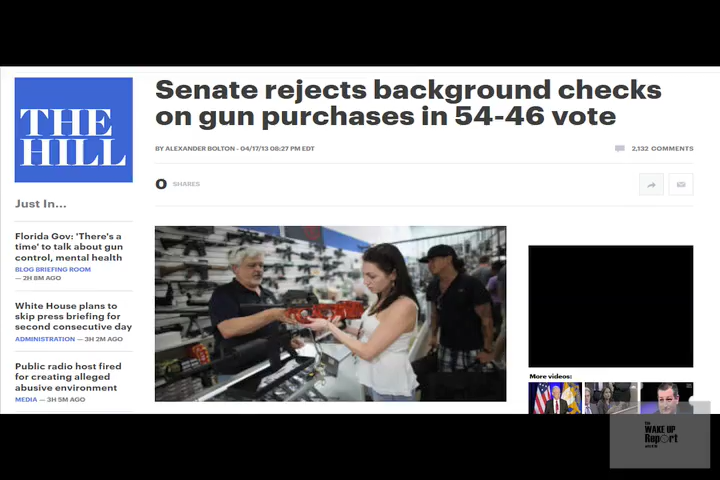 Senate rejects background checks
on gun purchases in 54-46 vote
THE
HILL
BY ALEXANDER BOLTON - 04/17/13 08:27 PM EDT
2,132 COMMENTS
0 SHARES
Just In...
Florida Gov: 'There's a
time' to talk about gun
control, mental health
BLOG BRIEFING ROOM
— 2H 8M AGO
White House plans to
skip press briefing for
second consecutive day
ADMINISTRATION — 3H 2M AGO
Public radio host fired
for creating alleged
abusive environment
MEDIA — 3H 5M AGO
More videos:
The
WAKE UP
Report